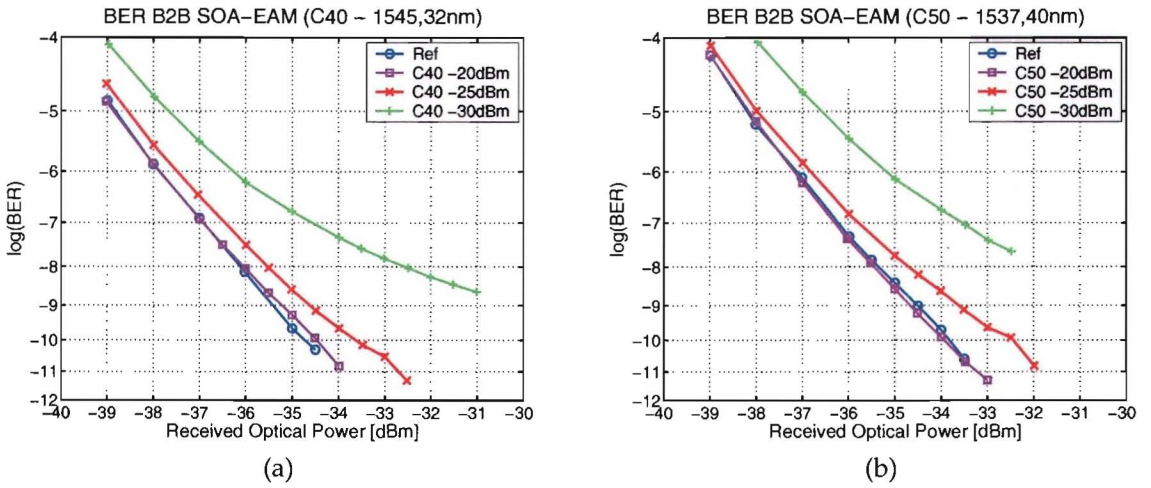 BER B2B SOA-EAM (C40 - 1545,32nm)
-4
-5
-6
-7
-8
-9
-10
-11
-12
log(BER)
Ref
C40 -20dBm
C40 -25dBm
C40 -30dBm
-40 -39 -38 -37 -36 -35 -34 -33 -32 -31 -30
Received Optical Power [dBm]
(a)
BER B2B SOA-EAM (C50 - 1537,40nm)
-4
-5
-6
-7
-8
-9
-10
-11
-12
log(BER)
Ref
C50 -20dBm
C50 -25dBm
C50 -30dBm
-40 -39 -38 -37 -36 -35 -34 -33 -32 -31 -30
Received Optical Power [dBm]
(b)